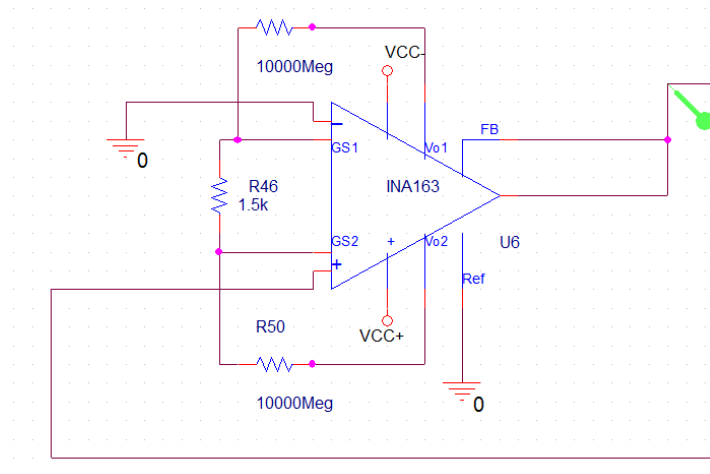 10000Meg
VCC-
FB
0
GS1
Vo1
R46
1.5k
INA163
GS2
+
Vo2
U6
+
Ref
R50
VCC+
10000Meg
0